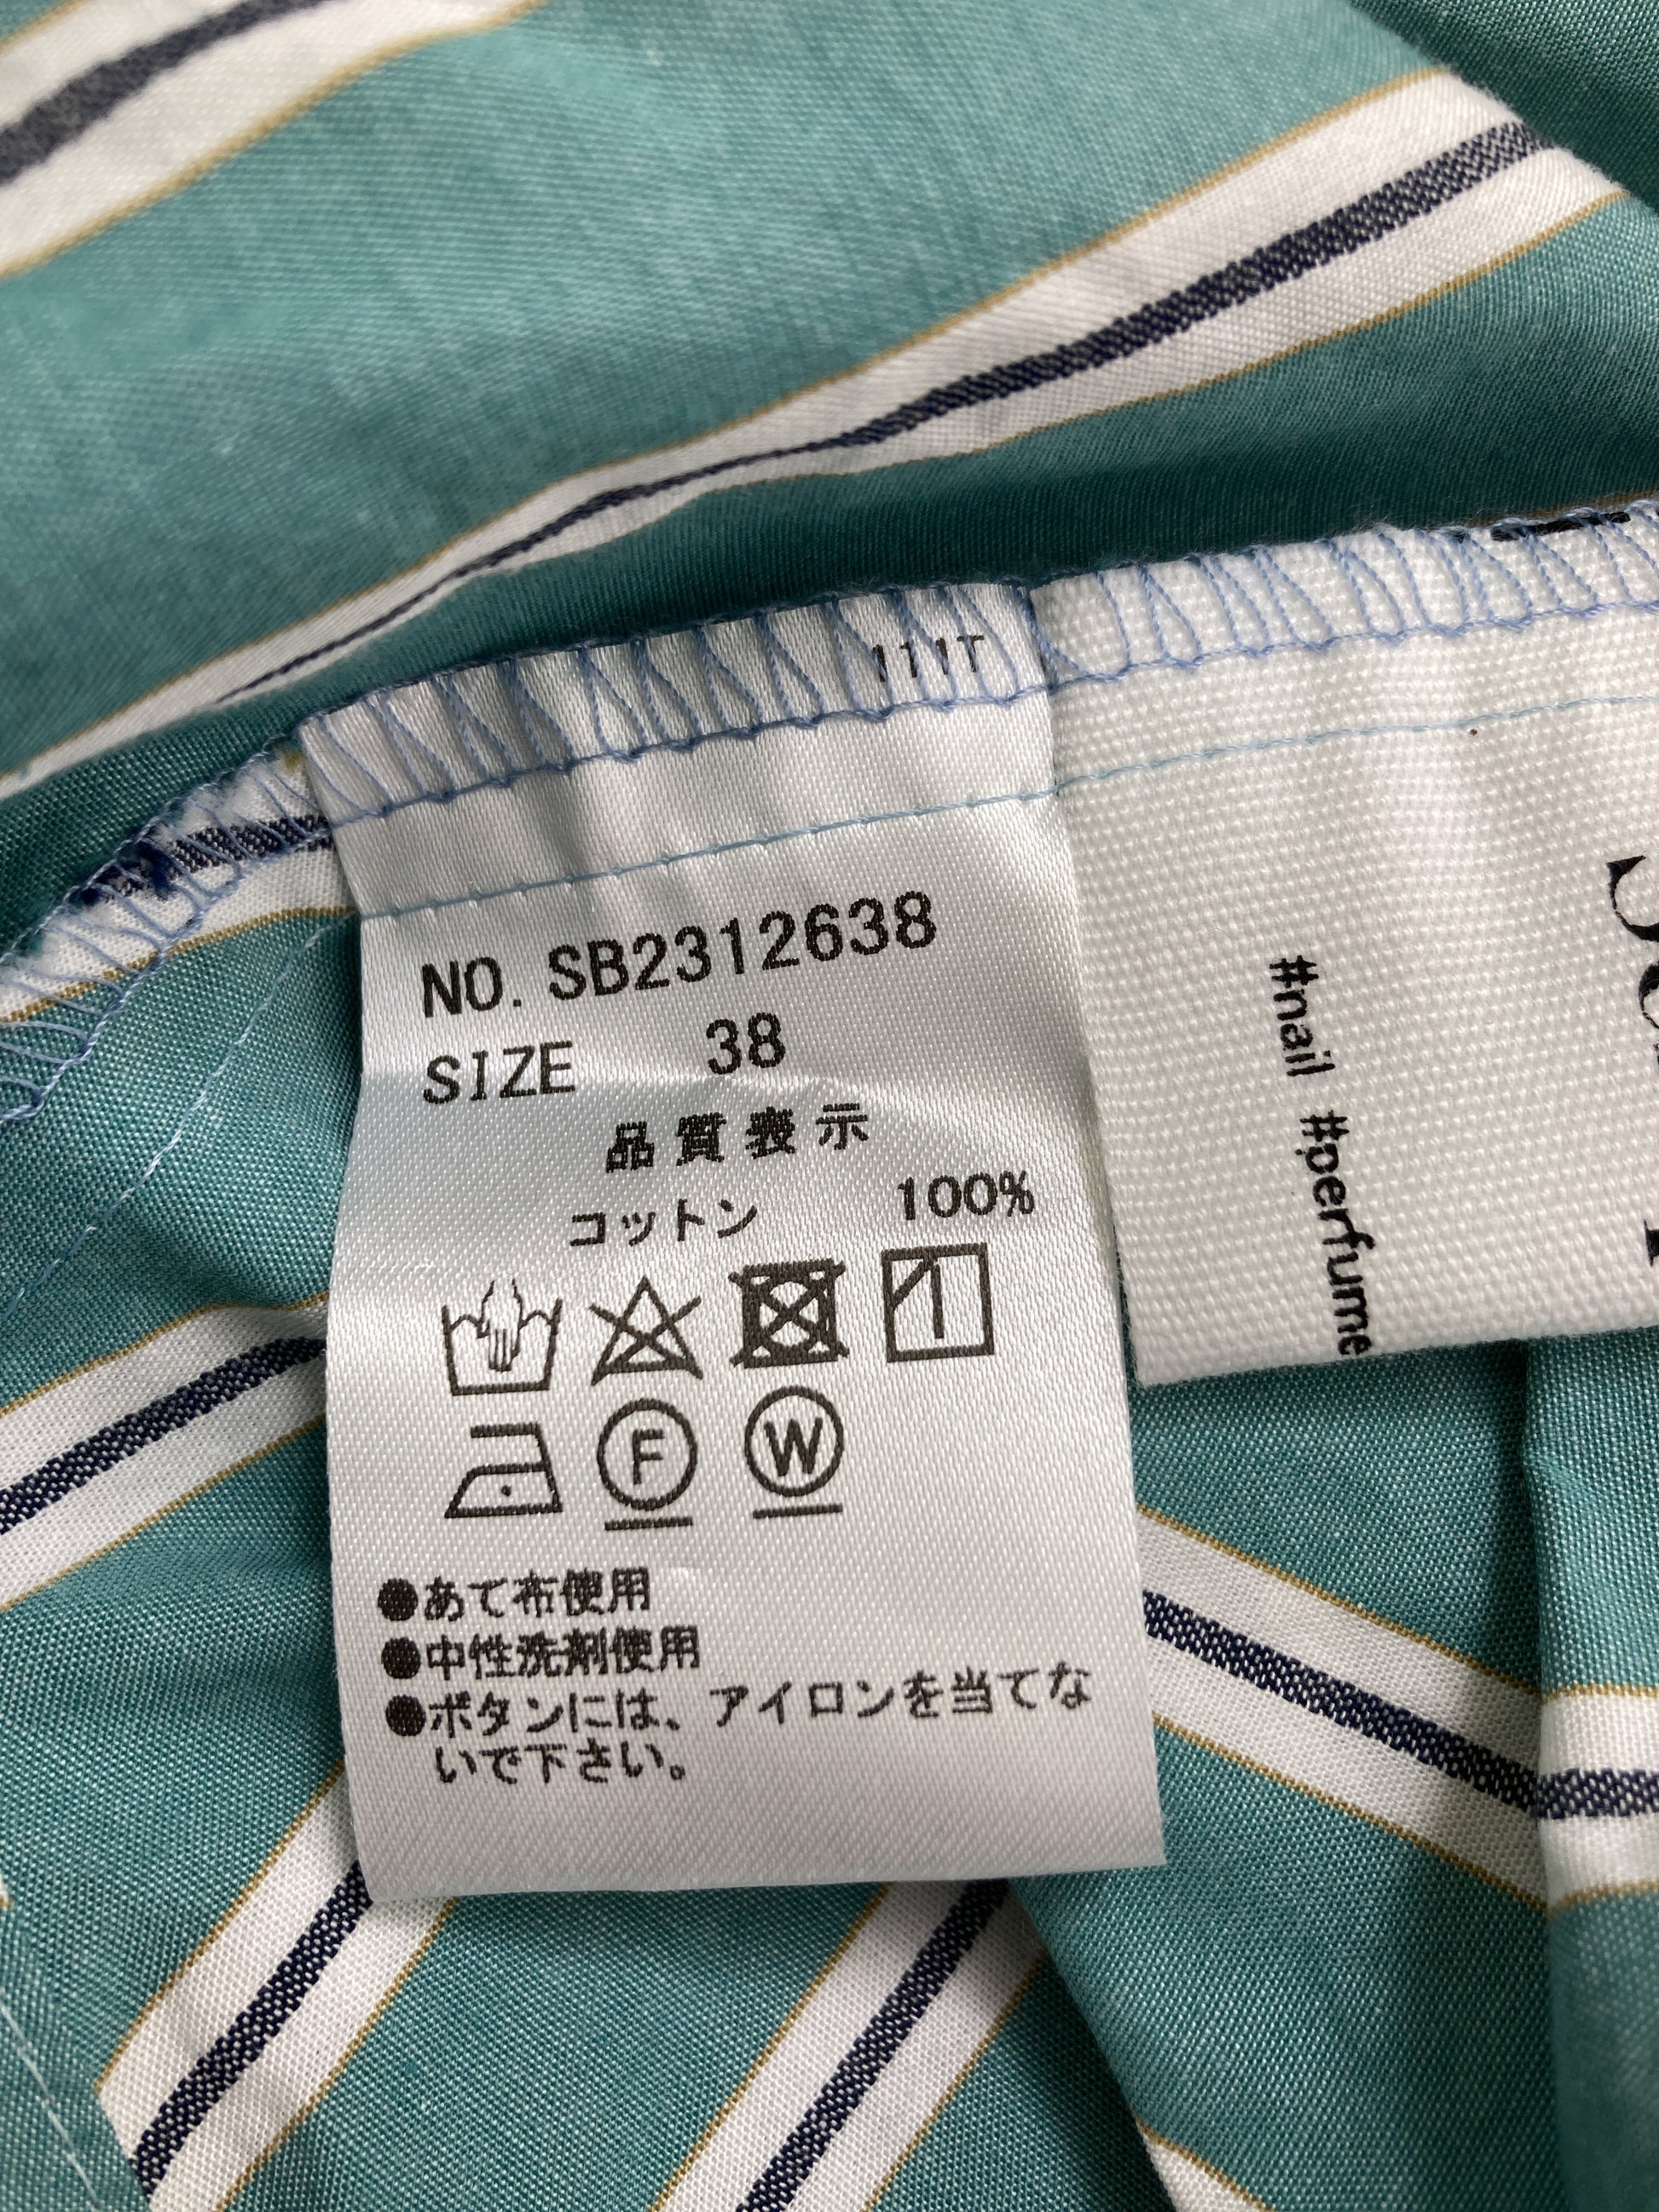 111T
NO. SB2312638
SIZE 38
品質表示
コットン 100%
F W
●あて布使用
●中性洗剤使用
●ボタンには、アイロンを当てな
いで下さい。
#nail #perfume